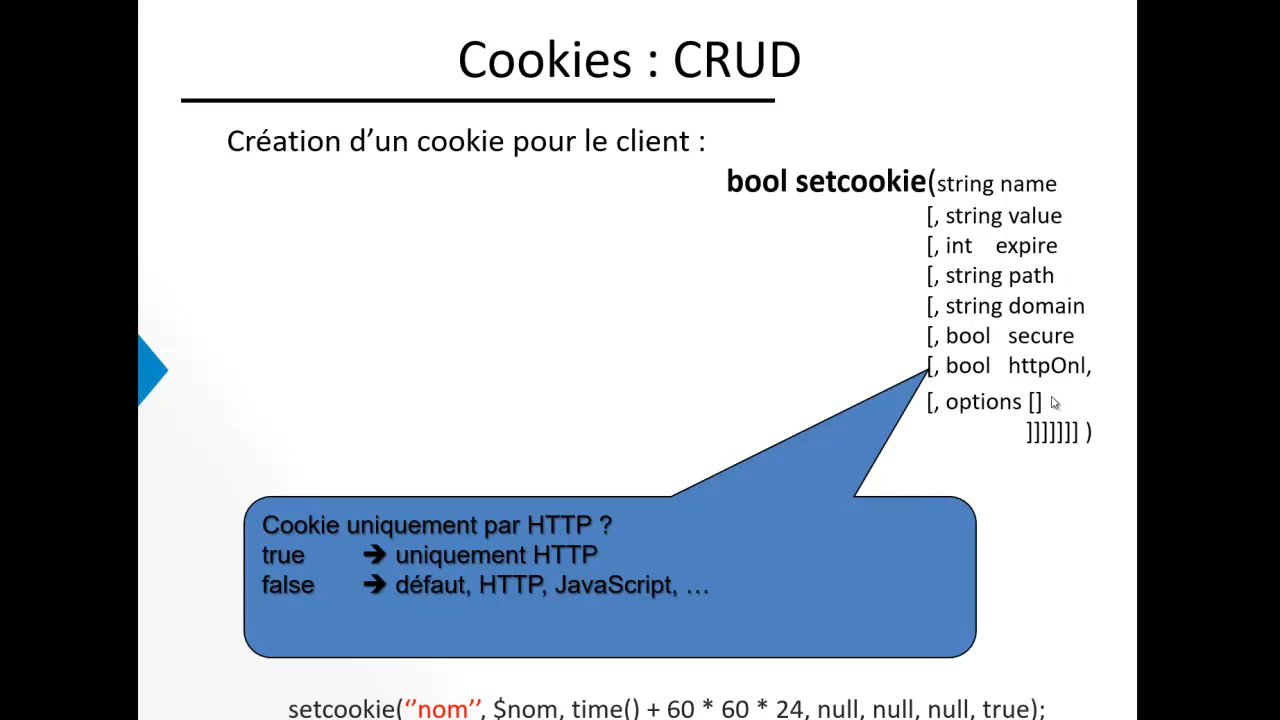 Cookies : CRUD
Création d’un cookie pour le client :
bool setcookie(string name
[, string value
[, int expire
[, string path
[, string domain
[, bool secure
[, bool httpOnl,
[, options []
]]]]]]] )
Cookie uniquement par HTTP ?
true ➔ uniquement HTTP
false ➔ défaut, HTTP, JavaScript, …
setcookie(‘’nom’’, $nom, time() + 60 * 60 * 24, null, null, null, true);